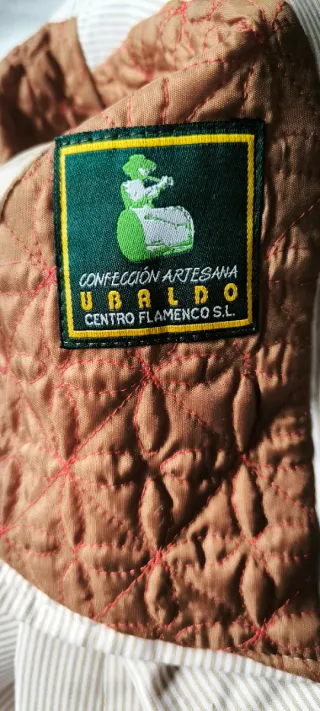 CONFECCIÓN ARTESANA
UBALDO
CENTRO FLAMENCO S.L.